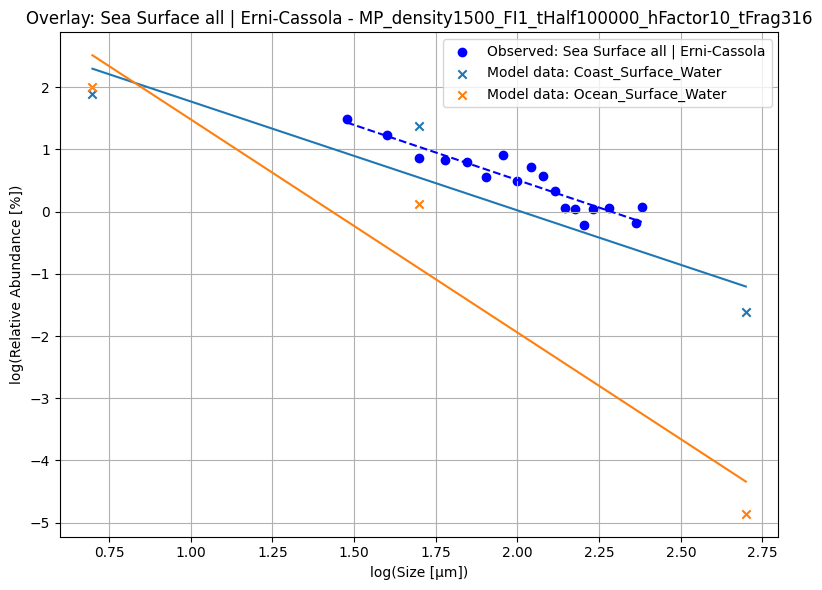 Overlay: Sea Surface all | Erni-Cassola - MP_density1500_FI1_tHalf100000_hFactor10_tFrag316
Observed: Sea Surface all | Erni-Cassola
Model data: Coast_Surface_Water
Model data: Ocean_Surface_Water
log(Relative Abundance [%])
2
1
0
−1
−2
−3
−4
−5
0.75
1.00
1.25
1.50
1.75
2.00
2.25
2.50
2.75
log(Size [μm])